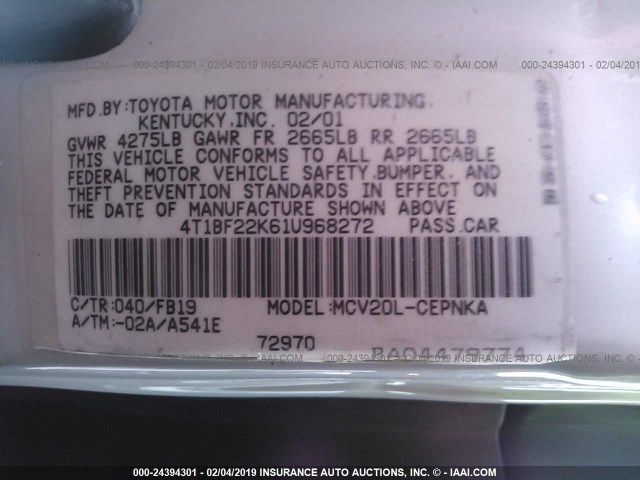 000-24394301 - 02/04/2019 INSURANCE AUTO AUCTIONS, INC. - IAAI.COM
MFD.BY:TOYOTA MOTOR MANUFACTURING,
KENTUCKY,INC. 02/01
GVWR 4275LB GAWR FR 2665LB RR 2665LB
THIS VEHICLE CONFORMS TO ALL APPLICABLE
FEDERAL MOTOR VEHICLE SAFETY,BUMPER, AND
THEFT PREVENTION STANDARDS IN EFFECT ON
THE DATE OF MANUFACTURE SHOWN ABOVE
4T1BF22K61U968272 PASS.CAR
C/TR:040/FB19 MODEL:MCV20L-CEPNKA
A/TM:-02A/A541E
72970
000-24394301 - 02/04/2019 INSURANCE AUTO AUCTIONS, INC. - IAAI.COM